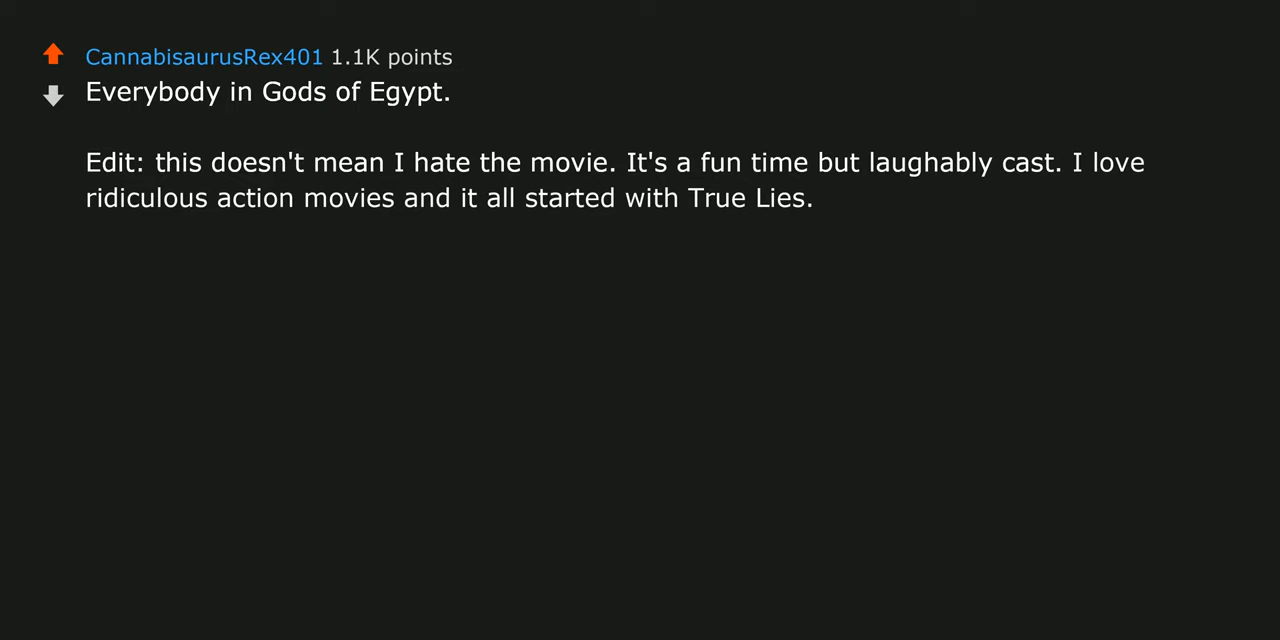 CannabisaurusRex401 1.1K points
Everybody in Gods of Egypt.
Edit: this doesn't mean I hate the movie. It's a fun time but laughably cast. I love
ridiculous action movies and it all started with True Lies.